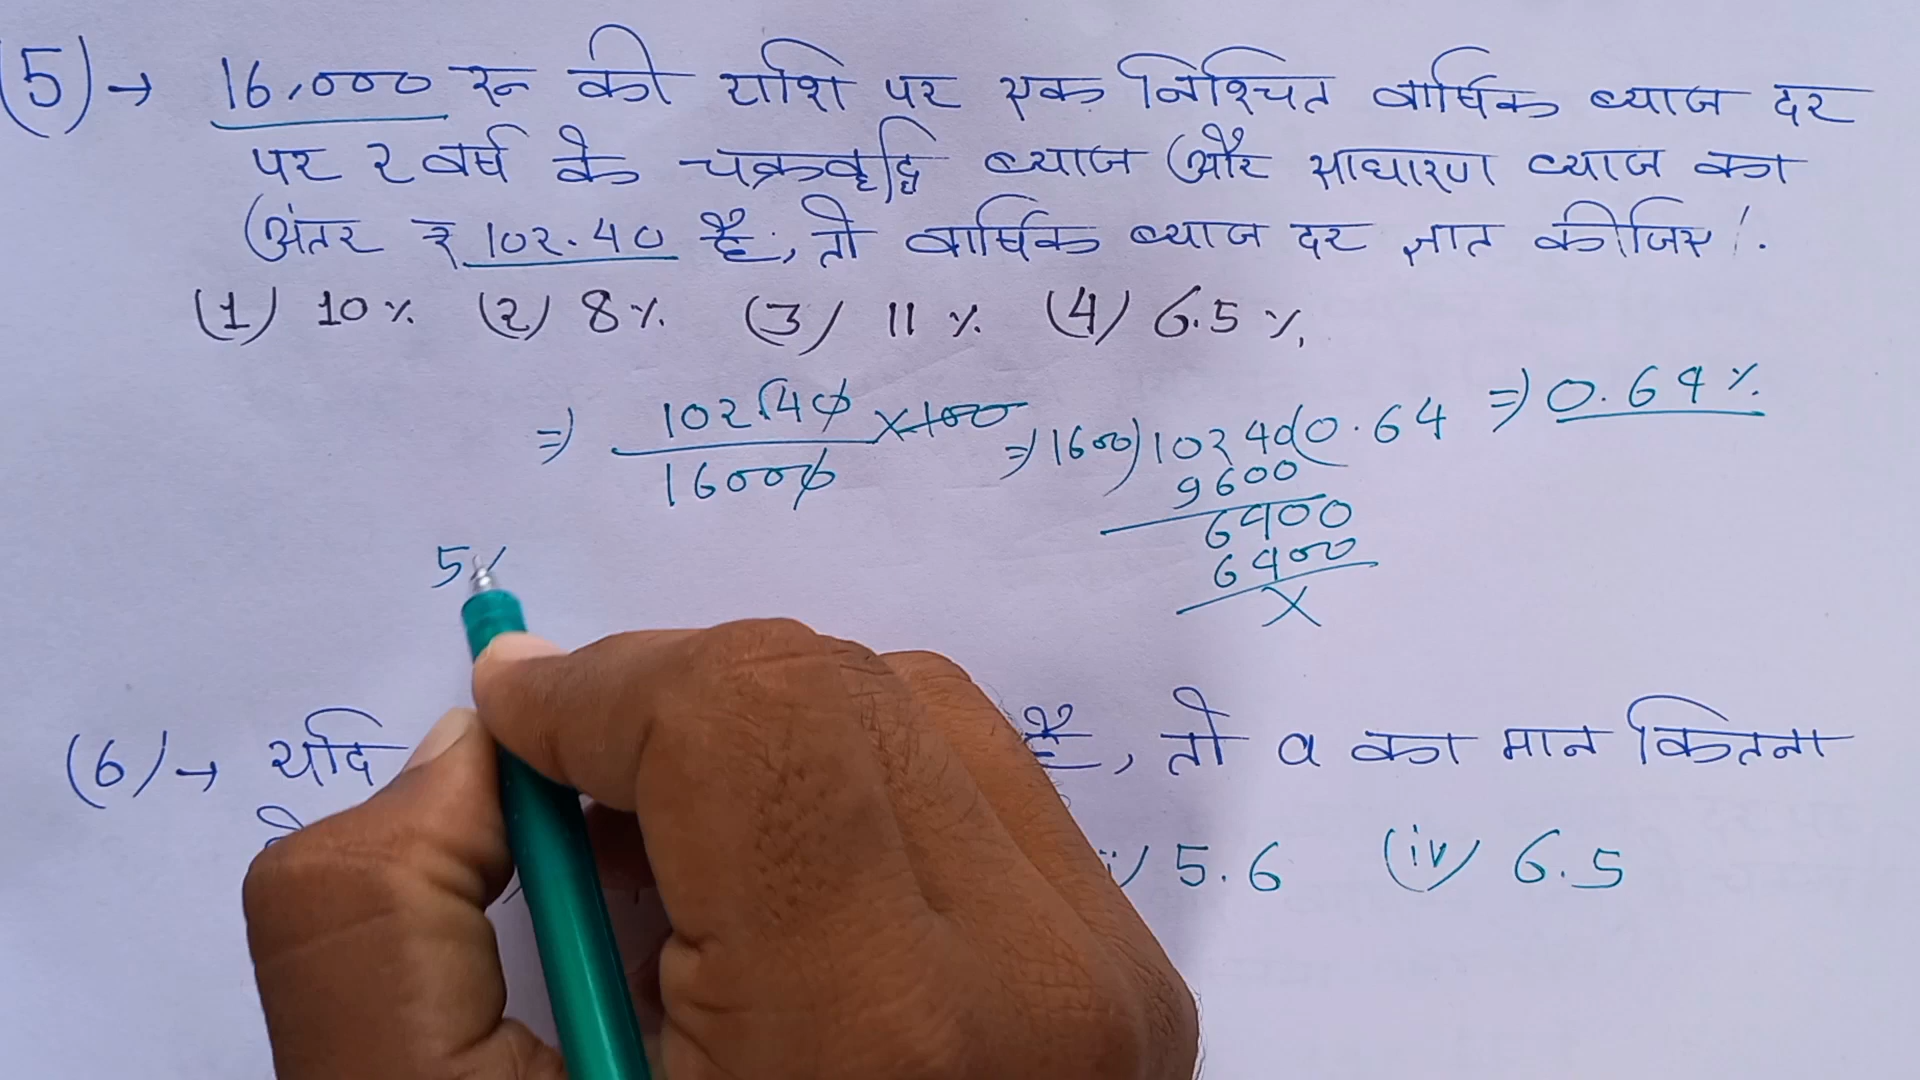 (5)→ 16,000 रू की राशि पर एक निश्चित वार्षिक ब्याज दर
पर 2 वर्ष के चक्रवृद्धि ब्याज और साधारण ब्याज का
अंतर ₹ 102.40 है, तो वार्षिक ब्याज दर ज्ञात कीजिए।.
(1) 10% (2) 8% (3) 11% (4) 6.5%
⇒ 102.40/16000 × 100 ⇒ 1600)10240(0.64 ⇒ 0.64%
9600
6400
6400
×
5%
(6)→ यदि है, तो a का मान कितना
5.6 (iv) 6.5